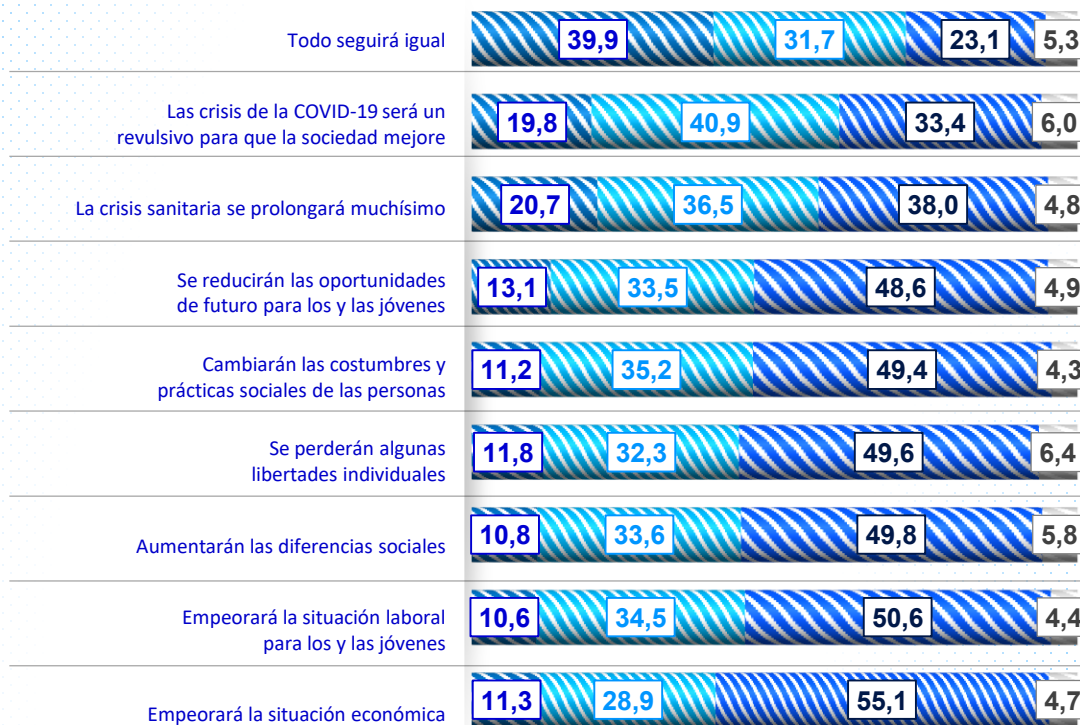 Todo seguirá igual
39,9 31,7 23,1 5,3
Las crisis de la COVID-19 será un
revulsivo para que la sociedad mejore
19,8 40,9 33,4 6,0
La crisis sanitaria se prolongará muchísimo
20,7 36,5 38,0 4,8
Se reducirán las oportunidades
de futuro para los y las jóvenes
13,1 33,5 48,6 4,9
Cambiarán las costumbres y
prácticas sociales de las personas
11,2 35,2 49,4 4,3
Se perderán algunas
libertades individuales
11,8 32,3 49,6 6,4
Aumentarán las diferencias sociales
10,8 33,6 49,8 5,8
Empeorará la situación laboral
para los y las jóvenes
10,6 34,5 50,6 4,4
Empeorará la situación económica
11,3 28,9 55,1 4,7